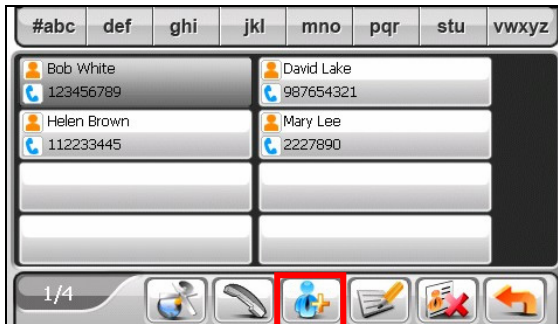 #abc def ghi jkl mno pqr stu vwxyz
Bob White David Lake
123456789 987654321
Helen Brown Mary Lee
112233445 2227890
1/4